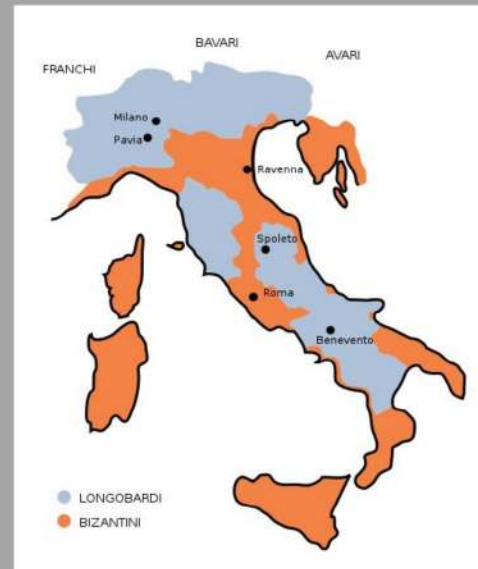 BAVARI
AVARI
FRANCHI
Milano
Pavia
Ravenna
Spoleto
Roma
Benevento
LONGOBARDI
BIZANTINI